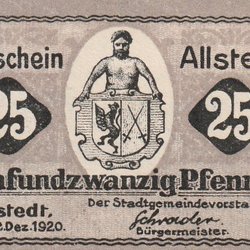 schein Allste
25 25
nfundzwanzig Pfenn
stedt. Der Stadtgemeindevorsta
2. Dez. 1920. Schrader
Bürgermeister.